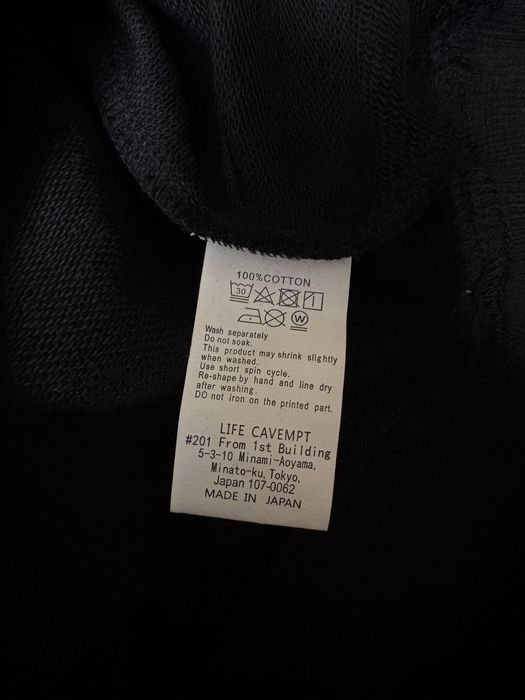 100%COTTON
30
W
Wash separately
Do not soak.
This product may shrink slightly
when washed.
Use short spin cycle.
Re-shape by hand and line dry
after washing.
DO not iron on the printed part.
LIFE CAVEMPT
#201 From 1st Building
5-3-10 Minami-Aoyama,
Minato-ku, Tokyo,
Japan 107-0062
MADE IN JAPAN